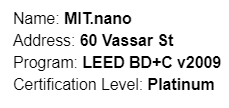 Name: MIT.nano
Address: 60 Vassar St
Program: LEED BD+C v2009
Certification Level: Platinum